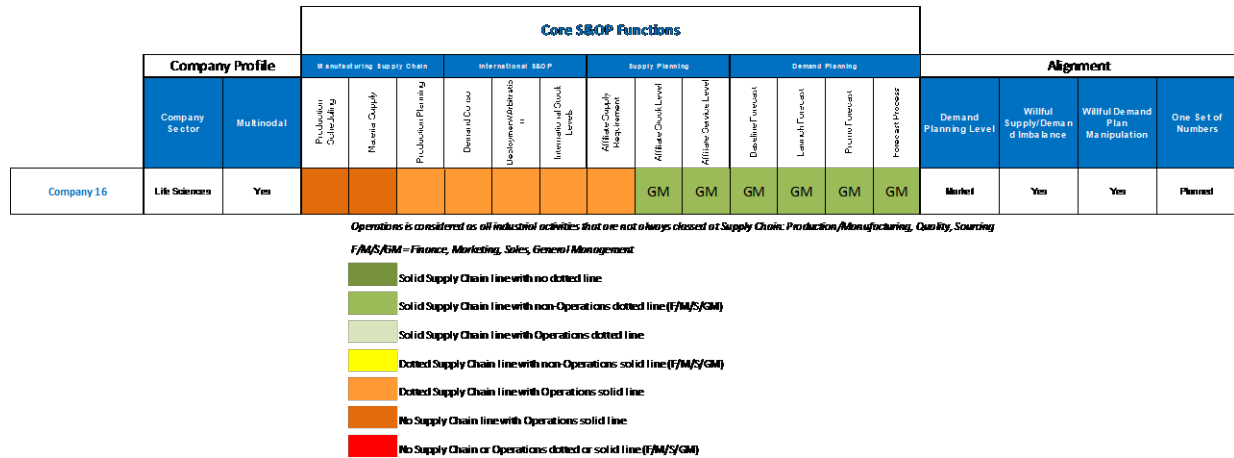 Core S&OP Functions
Company Profile
Manufacturing Supply Chain
International S&OP
Supply Planning
Demand Planning
Alignment
Company Sector
Multinodal
Production Scheduling
Material Supply
Production Planning
Demand Conso
Deployment/Arbitration
International Stock Levels
Affiliate Supply Requirement
Affiliate Stock Level
Affiliate Service Level
Baseline Forecast
Launch Forecast
Promo Forecast
Forecast Process
Demand Planning Level
Willful Supply/Demand Imbalance
Willful Demand Plan Manipulation
One Set of Numbers
Company 16
Life Sciences
Yes
GM
GM
GM
GM
GM
GM
Market
Yes
Yes
Planned
Operations is considered as all industrial activities that are not always classed at Supply Chain: Production/Manufacturing, Quality, Sourcing
F/M/S/GM = Finance, Marketing, Sales, General Management
Solid Supply Chain line with no dotted line
Solid Supply Chain line with non-Operations dotted line (F/M/S/GM)
Solid Supply Chain line with Operations dotted line
Dotted Supply Chain line with non-Operations solid line (F/M/S/GM)
Dotted Supply Chain line with Operations solid line
No Supply Chain line with Operations solid line
No Supply Chain or Operations dotted or solid line (F/M/S/GM)